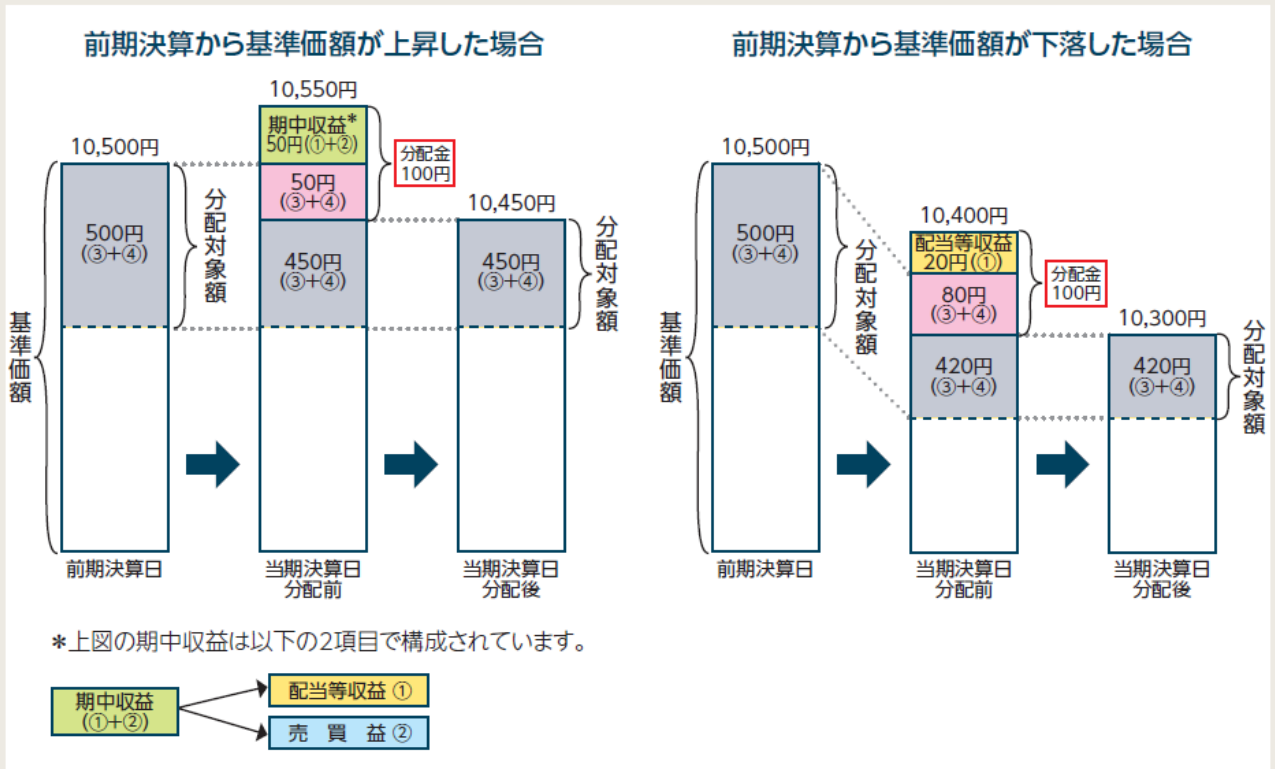 前期決算から基準価額が上昇した場合
10,500円
500円
(③+④)
分配対象額
基準価額
前期決算日
10,550円
期中収益*
50円(①+②)
50円
(③+④)
分配金
100円
450円
(③+④)
当期決算日
分配前
10,450円
450円
(③+④)
分配対象額
当期決算日
分配後
前期決算から基準価額が下落した場合
10,500円
500円
(③+④)
分配対象額
基準価額
前期決算日
10,400円
配当等収益
20円(①)
80円
(③+④)
分配金
100円
420円
(③+④)
当期決算日
分配前
10,300円
420円
(③+④)
分配対象額
当期決算日
分配後
*上図の期中収益は以下の2項目で構成されています。
期中収益
(①+②)
配当等収益 ①
売 買 益 ②